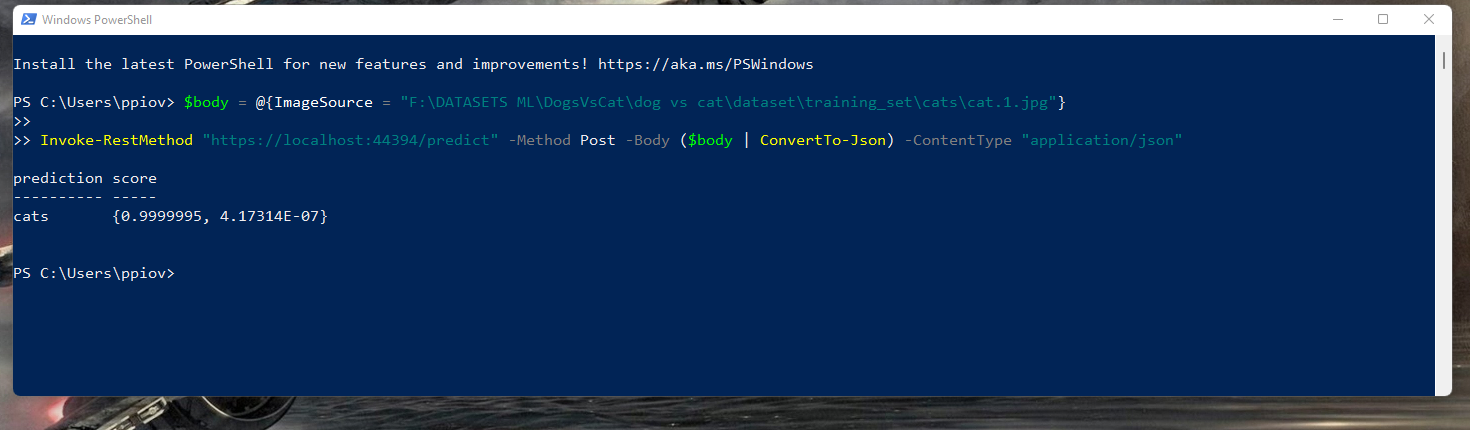 Windows PowerShell
Install the latest PowerShell for new features and improvements! https://aka.ms/PSWindows
PS C:\Users\ppiov> $body = @{ImageSource = "F:\DATASETS ML\DogsVsCat\dog vs cat\dataset\training_set\cats\cat.1.jpg"}
>>
>> Invoke-RestMethod "https://localhost:44394/predict" -Method Post -Body ($body | ConvertTo-Json) -ContentType "application/json"
prediction score
---------- -----
cats       {0.9999995, 4.17314E-07}
PS C:\Users\ppiov>